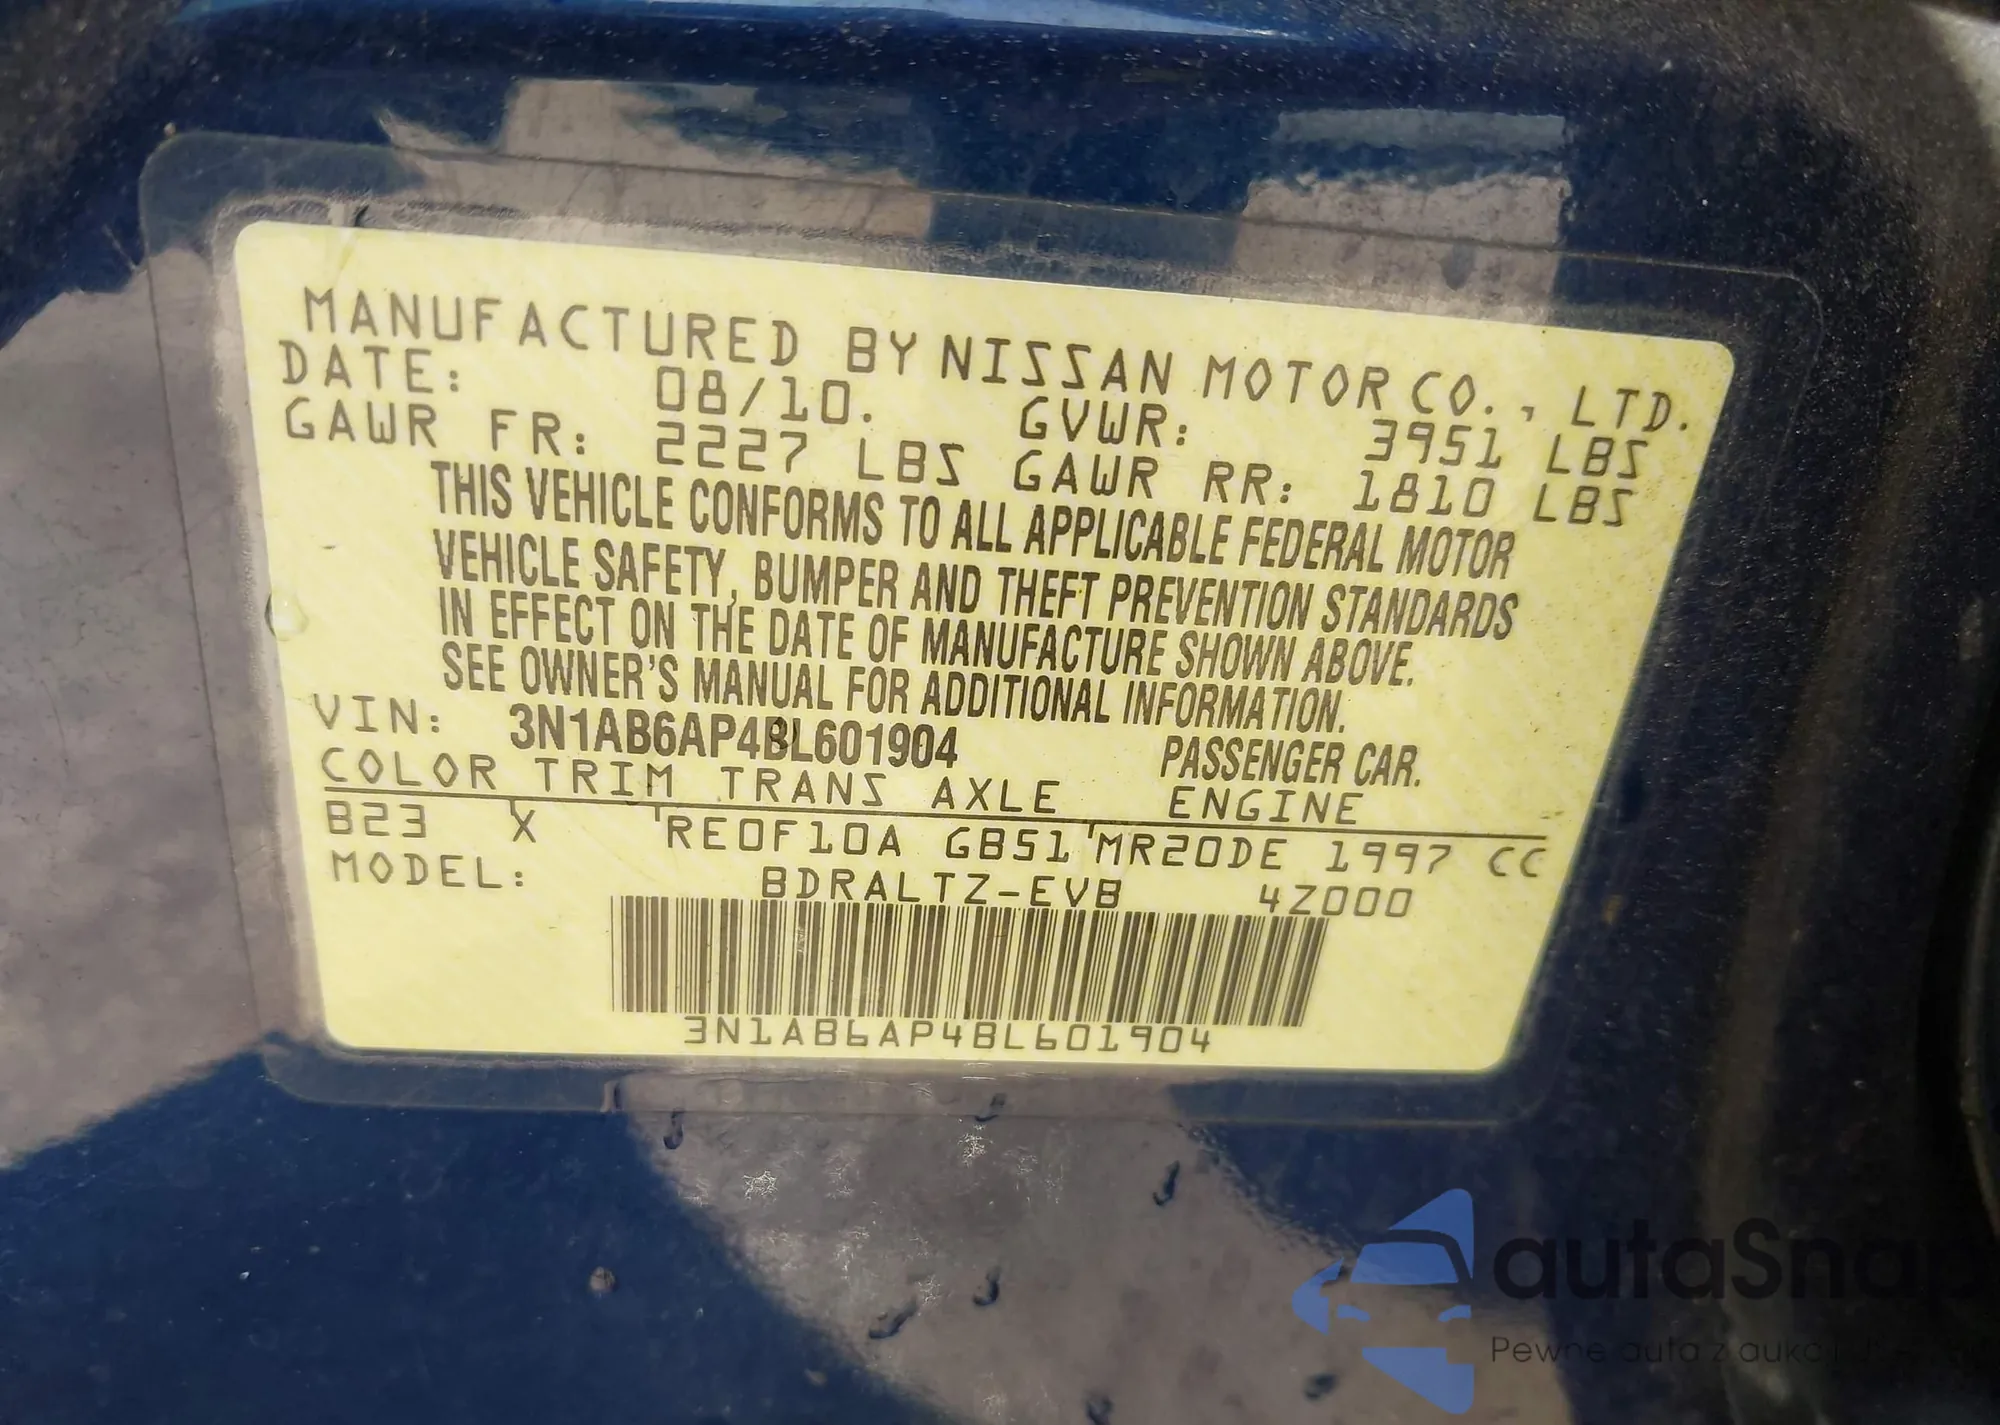 MANUFACTURED BY NISSAN MOTOR CO., LTD.
DATE: 08/10. GVWR: 3951 LBS
GAWR FR: 2227 LBS GAWR RR: 1810 LBS
THIS VEHICLE CONFORMS TO ALL APPLICABLE FEDERAL MOTOR
VEHICLE SAFETY, BUMPER AND THEFT PREVENTION STANDARDS
IN EFFECT ON THE DATE OF MANUFACTURE SHOWN ABOVE.
SEE OWNER'S MANUAL FOR ADDITIONAL INFORMATION.
VIN: 3N1AB6AP4BL601904 PASSENGER CAR.
COLOR TRIM TRANS AXLE ENGINE
B23 X RE0F10A GB51 MR20DE 1997 CC
MODEL: BDRALTZ-EVB 4Z000
3N1AB6AP4BL601904
autaSna
Pewne auta z